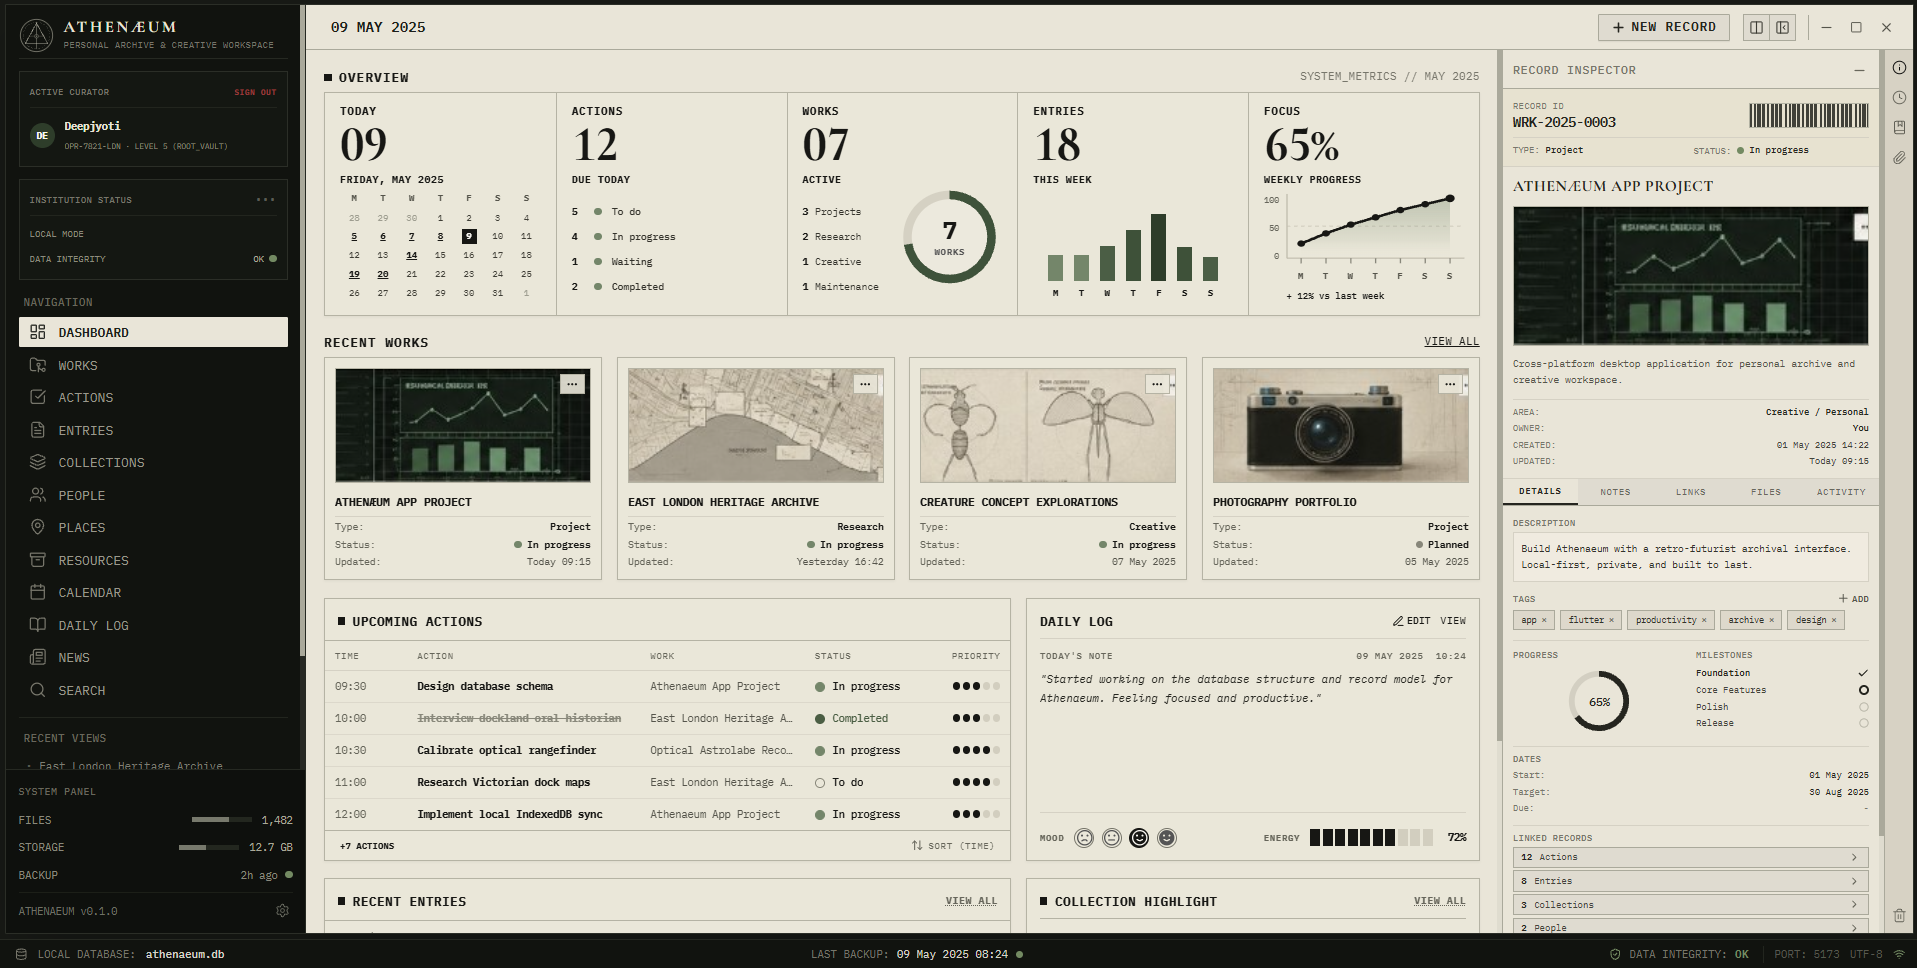 ATHENÆUM
PERSONAL ARCHIVE & CREATIVE WORKSPACE
ACTIVE CURATOR SIGN OUT
DE
Deepjyoti
OPR-7821-LDN · LEVEL 5 (ROOT_VAULT)
INSTITUTION STATUS
LOCAL MODE
DATA INTEGRITY OK
NAVIGATION
DASHBOARD
WORKS
ACTIONS
ENTRIES
COLLECTIONS
PEOPLE
PLACES
RESOURCES
CALENDAR
DAILY LOG
NEWS
SEARCH
RECENT VIEWS
· East London Heritage Archive
SYSTEM PANEL
FILES 1,482
STORAGE 12.7 GB
BACKUP 2h ago
ATHENAEUM v0.1.0
09 MAY 2025
+ NEW RECORD
OVERVIEW
SYSTEM_METRICS // MAY 2025
TODAY
09
FRIDAY, MAY 2025
M T W T F S S
28 29 30 1 2 3 4
5 6 7 8 9 10 11
12 13 14 15 16 17 18
19 20 21 22 23 24 25
26 27 28 29 30 31 1
ACTIONS
12
DUE TODAY
5 To do
4 In progress
1 Waiting
2 Completed
WORKS
07
ACTIVE
3 Projects
2 Research
1 Creative
1 Maintenance
7
WORKS
ENTRIES
18
THIS WEEK
M T W T F S S
FOCUS
65%
WEEKLY PROGRESS
100
50
0
M T W T F S S
+ 12% vs last week
RECENT WORKS
VIEW ALL
ATHENÆUM APP PROJECT
Type: Project
Status: In progress
Updated: Today 09:15
EAST LONDON HERITAGE ARCHIVE
Type: Research
Status: In progress
Updated: Yesterday 16:42
CREATURE CONCEPT EXPLORATIONS
Type: Creative
Status: In progress
Updated: 07 May 2025
PHOTOGRAPHY PORTFOLIO
Type: Project
Status: Planned
Updated: 05 May 2025
UPCOMING ACTIONS
TIME ACTION WORK STATUS PRIORITY
09:30 Design database schema Athenaeum App Project In progress
10:00 Interview dockland oral historian East London Heritage A… Completed
10:30 Calibrate optical rangefinder Optical Astrolabe Reco… In progress
11:00 Research Victorian dock maps East London Heritage A… To do
12:00 Implement local IndexedDB sync Athenaeum App Project In progress
+7 ACTIONS
SORT (TIME)
DAILY LOG
EDIT VIEW
TODAY'S NOTE 09 MAY 2025 10:24
"Started working on the database structure and record model for
Athenaeum. Feeling focused and productive."
MOOD
ENERGY 72%
RECENT ENTRIES
VIEW ALL
COLLECTION HIGHLIGHT
VIEW ALL
RECORD INSPECTOR
RECORD ID
WRK-2025-0003
TYPE: Project STATUS: In progress
ATHENÆUM APP PROJECT
Cross-platform desktop application for personal archive and
creative workspace.
AREA: Creative / Personal
OWNER: You
CREATED: 01 May 2025 14:22
UPDATED: Today 09:15
DETAILS NOTES LINKS FILES ACTIVITY
DESCRIPTION
Build Athenaeum with a retro-futurist archival interface.
Local-first, private, and built to last.
TAGS + ADD
app × flutter × productivity × archive × design ×
PROGRESS
65%
MILESTONES
Foundation
Core Features
Polish
Release
DATES
Start: 01 May 2025
Target: 30 Aug 2025
Due: -
LINKED RECORDS
12 Actions
8 Entries
3 Collections
2 People
LOCAL DATABASE: athenaeum.db
LAST BACKUP: 09 May 2025 08:24
DATA INTEGRITY: OK
PORT: 5173 UTF-8